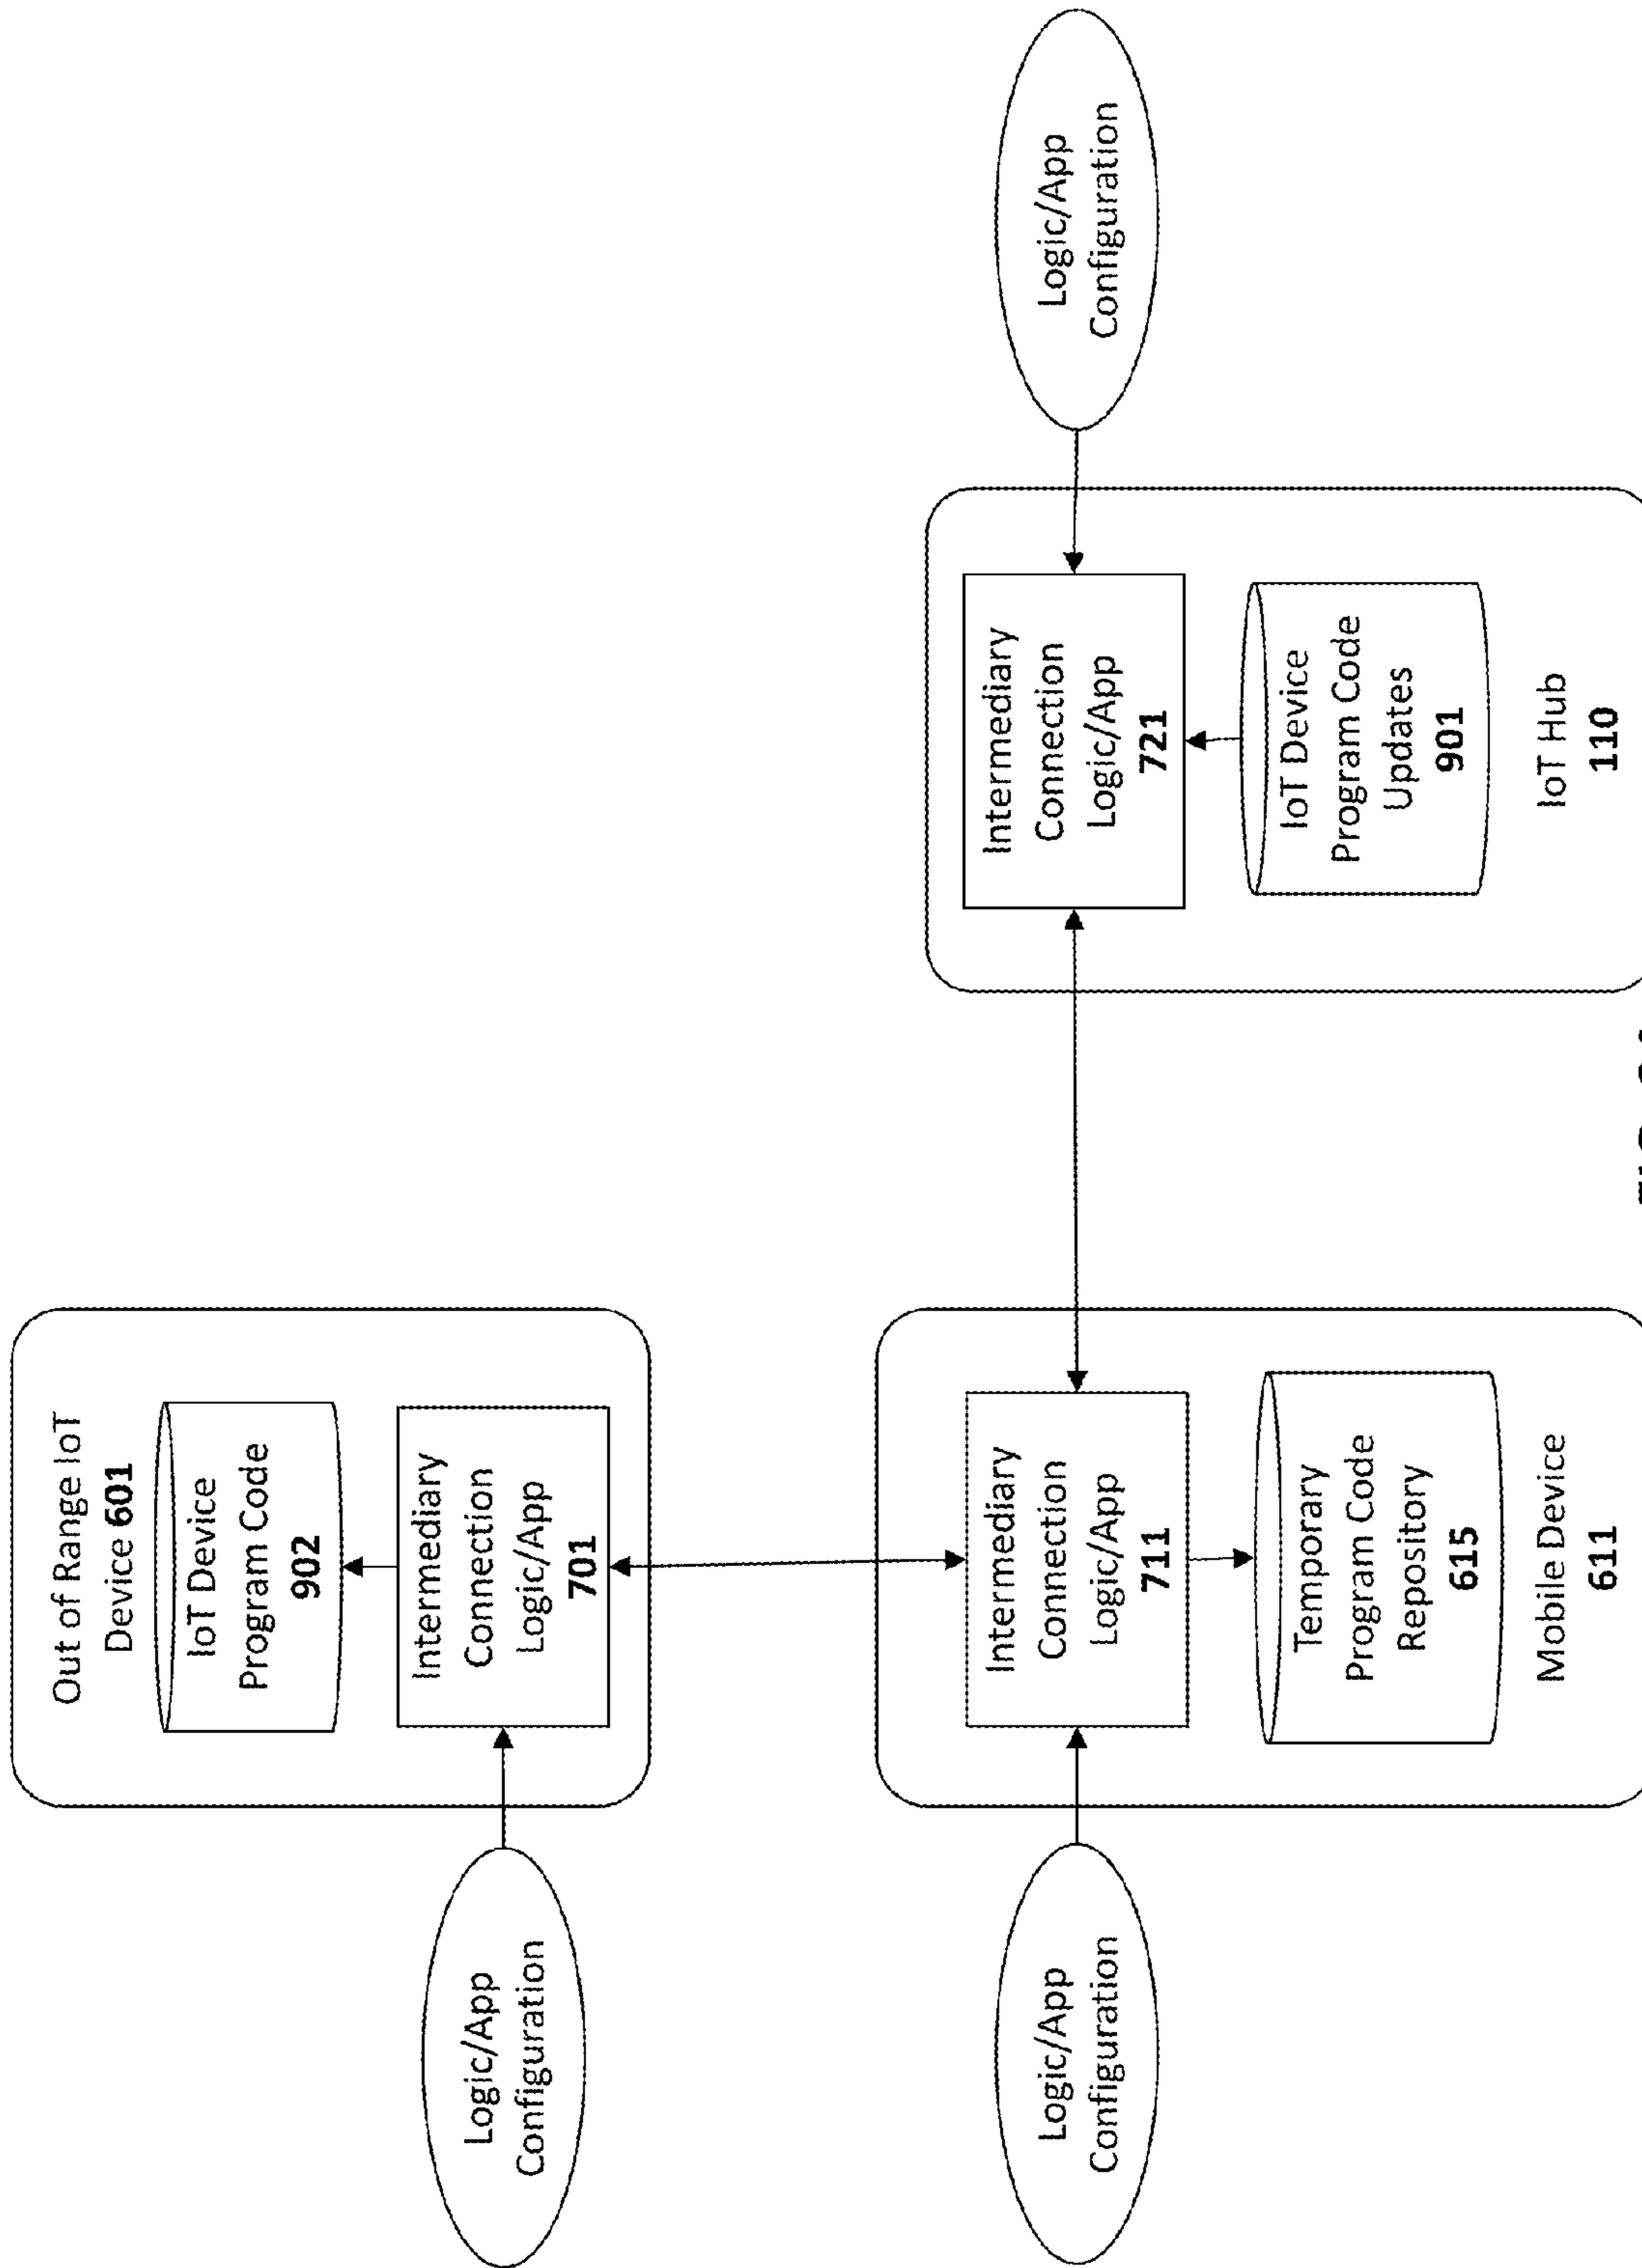 Out of Range IoT
Device 601
IoT Device
Program Code
902
Intermediary
Connection
Logic/App
701
Logic/App
Configuration
Logic/App
Configuration
Intermediary
Connection
Logic/App
711
Temporary
Program Code
Repository
615
Mobile Device
611
Intermediary
Connection
Logic/App
721
IoT Device
Program Code
Updates
901
IoT Hub
110
Logic/App
Configuration